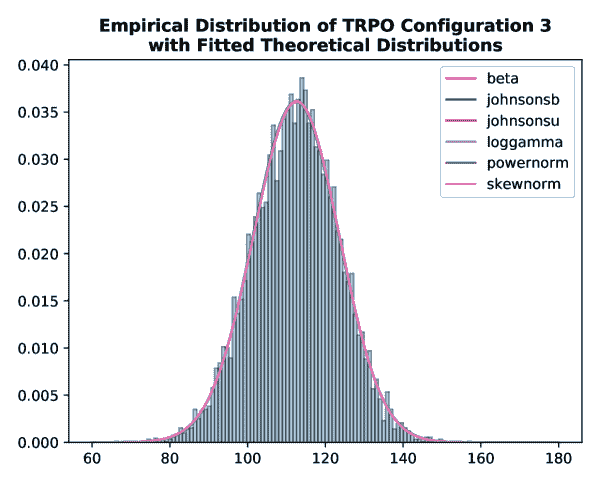 Empirical Distribution of TRPO Configuration 3
with Fitted Theoretical Distributions
0.040
0.035
0.030
0.025
0.020
0.015
0.010
0.005
0.000
beta
johnsonsb
johnsonsu
loggamma
powernorm
skewnorm
60 80 100 120 140 160 180